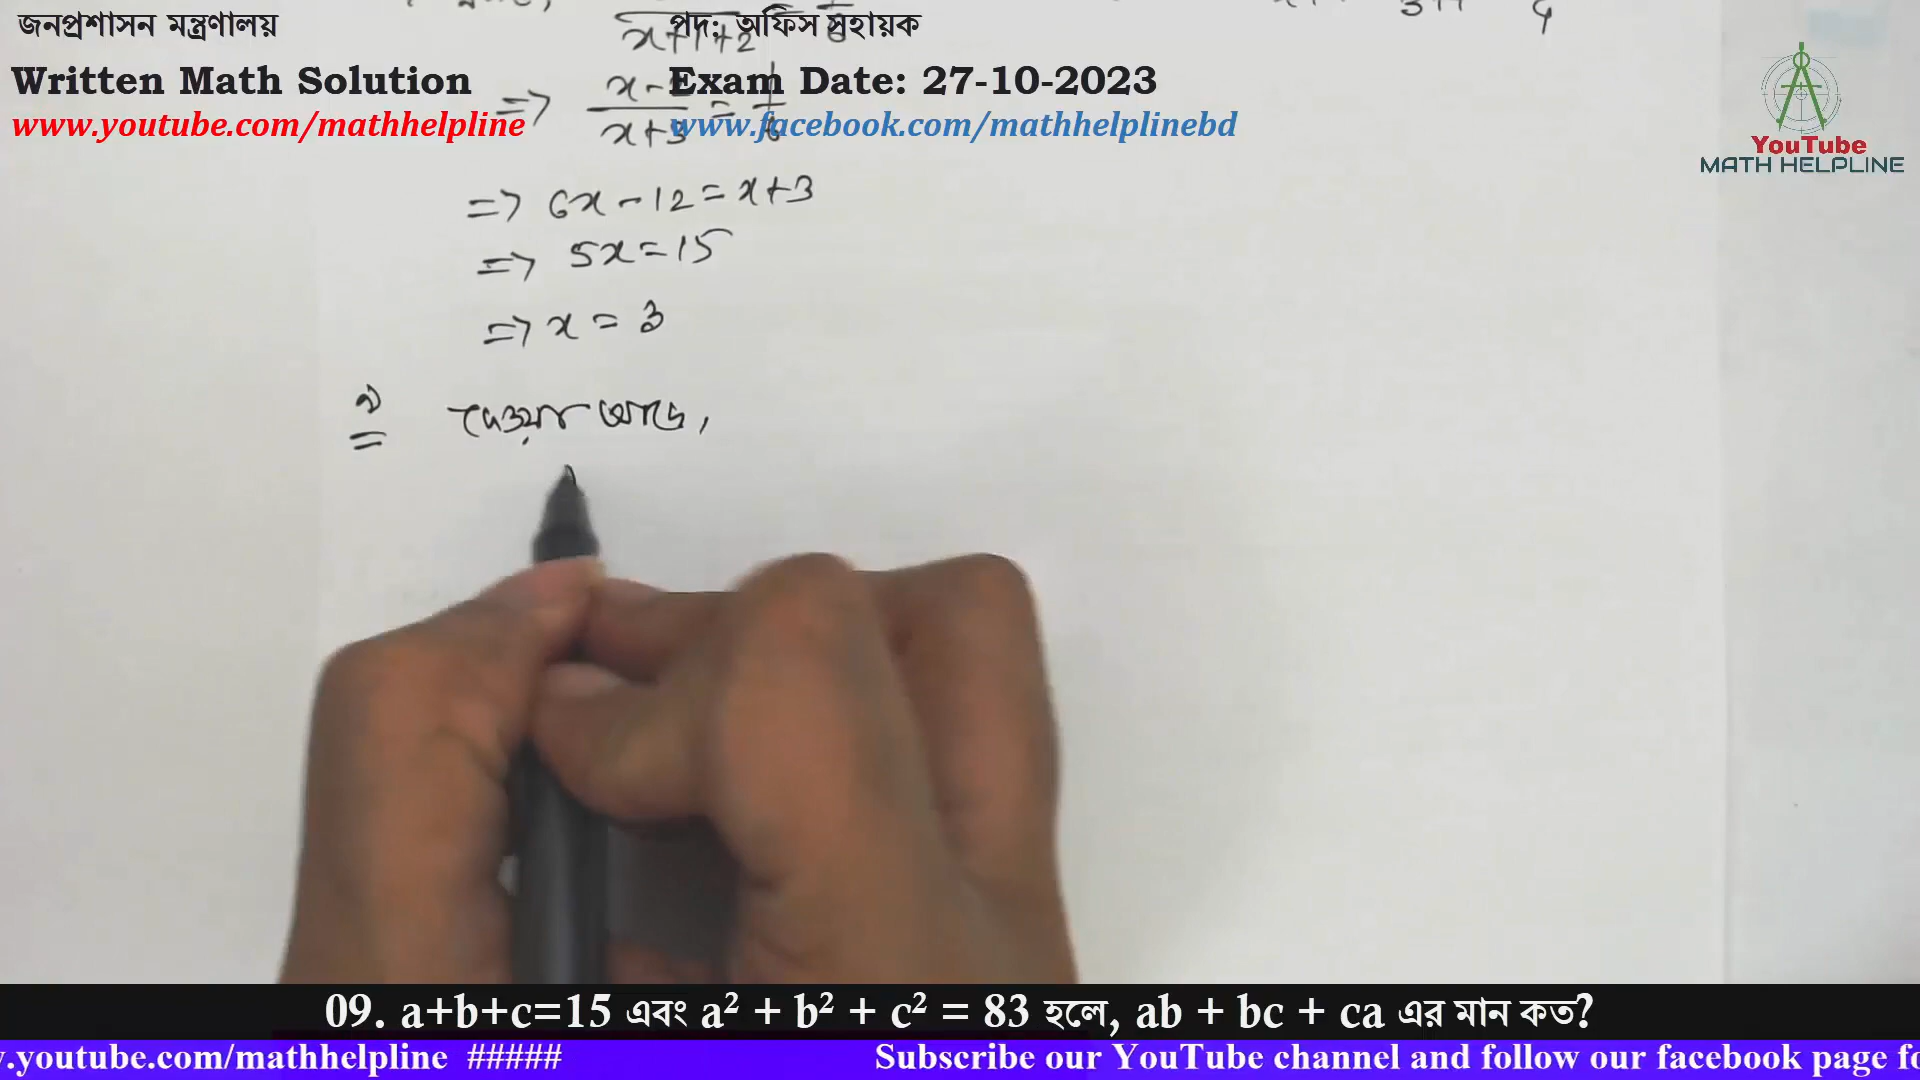 জনপ্রশাসন মন্ত্রণালয়
পদ: অফিস সহায়ক
x+1+2
Written Math Solution
Exam Date: 27-10-2023
www.youtube.com/mathhelpline
www.facebook.com/mathhelplinebd
YouTube
MATH HELPLINE
=> 6x-12=x+3
=> 5x=15
=> x = 3
৯ দেওয়া আছে,
09. a+b+c=15 এবং a² + b² + c² = 83 হলে, ab + bc + ca এর মান কত?
.youtube.com/mathhelpline #####
Subscribe our YouTube channel and follow our facebook page